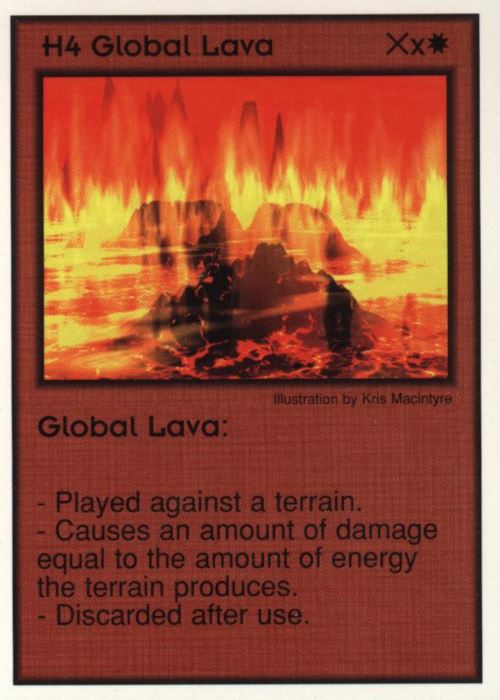 H4 Global Lava
Xx✷
Illustration by Kris Macintyre
Global Lava:
- Played against a terrain.
- Causes an amount of damage
equal to the amount of energy
the terrain produces.
- Discarded after use.